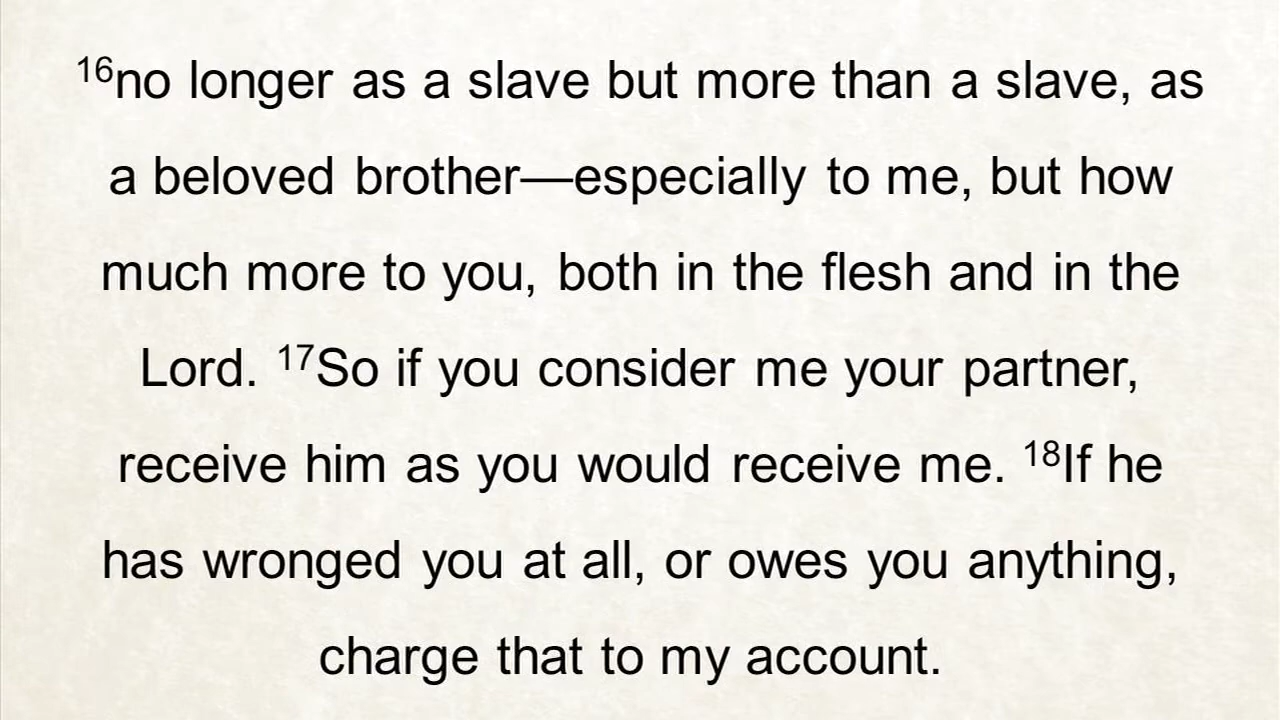 16no longer as a slave but more than a slave, as
a beloved brother—especially to me, but how
much more to you, both in the flesh and in the
Lord. 17So if you consider me your partner,
receive him as you would receive me. 18If he
has wronged you at all, or owes you anything,
charge that to my account.